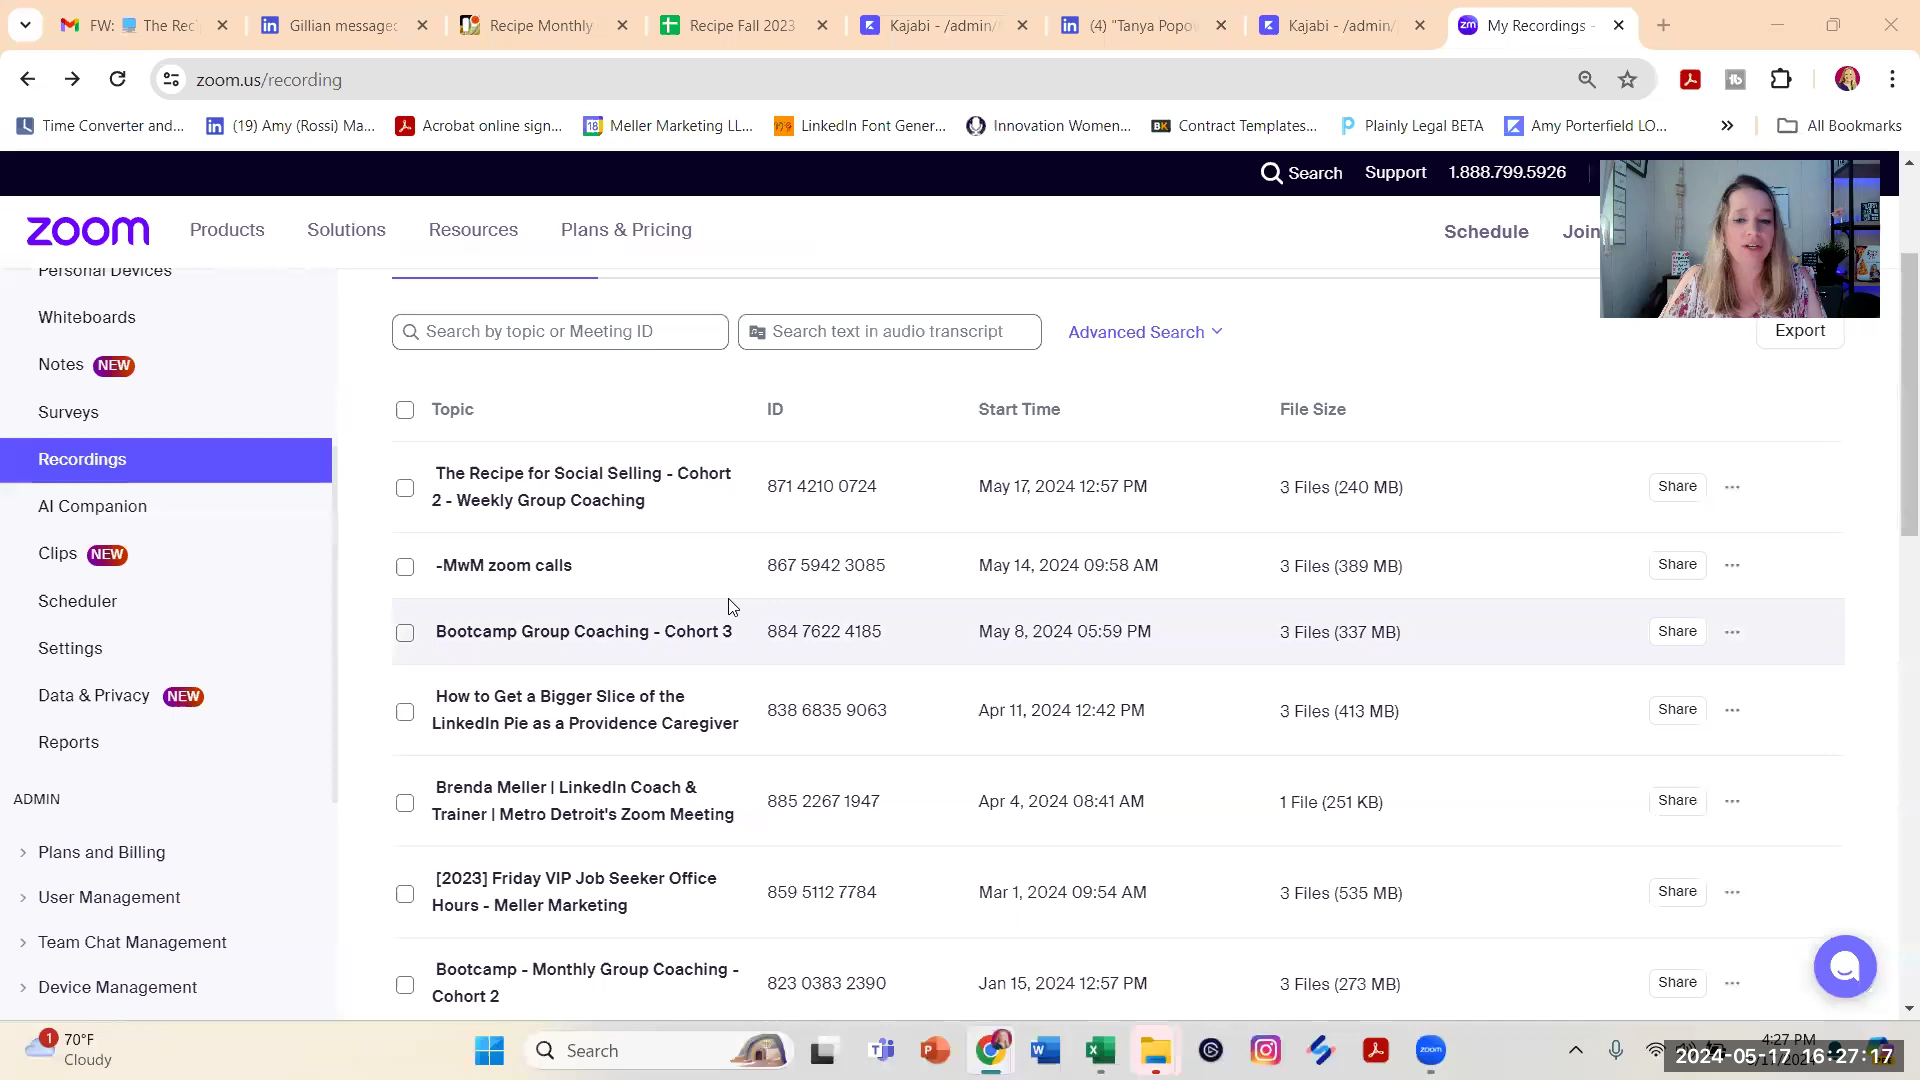 FW: The Reci
Gillian message
Recipe Monthly
Recipe Fall 2023
Kajabi - /admin/
(4) "Tanya Popov
Kajabi - /admin/
My Recordings -
zoom.us/recording
Time Converter and...
(19) Amy (Rossi) Ma...
Acrobat online sign...
Meller Marketing LL...
LinkedIn Font Gener...
Innovation Women...
Contract Templates...
Plainly Legal BETA
Amy Porterfield LO...
All Bookmarks
Search
Support
1.888.799.5926
zoom
Products
Solutions
Resources
Plans & Pricing
Schedule
Join
Personal Devices
Whiteboards
Notes NEW
Surveys
Recordings
AI Companion
Clips NEW
Scheduler
Settings
Data & Privacy NEW
Reports
ADMIN
Plans and Billing
User Management
Team Chat Management
Device Management
Search by topic or Meeting ID
Search text in audio transcript
Advanced Search
Export
Topic ID Start Time File Size
The Recipe for Social Selling - Cohort
2 - Weekly Group Coaching
871 4210 0724 May 17, 2024 12:57 PM 3 Files (240 MB) Share
-MwM zoom calls 867 5942 3085 May 14, 2024 09:58 AM 3 Files (389 MB) Share
Bootcamp Group Coaching - Cohort 3 884 7622 4185 May 8, 2024 05:59 PM 3 Files (337 MB) Share
How to Get a Bigger Slice of the
LinkedIn Pie as a Providence Caregiver
838 6835 9063 Apr 11, 2024 12:42 PM 3 Files (413 MB) Share
Brenda Meller | LinkedIn Coach &
Trainer | Metro Detroit's Zoom Meeting
885 2267 1947 Apr 4, 2024 08:41 AM 1 File (251 KB) Share
[2023] Friday VIP Job Seeker Office
Hours - Meller Marketing
859 5112 7784 Mar 1, 2024 09:54 AM 3 Files (535 MB) Share
Bootcamp - Monthly Group Coaching -
Cohort 2
823 0383 2390 Jan 15, 2024 12:57 PM 3 Files (273 MB) Share
1
70°F
Cloudy
Search
4:27 PM
2024-05-17 16:27:17